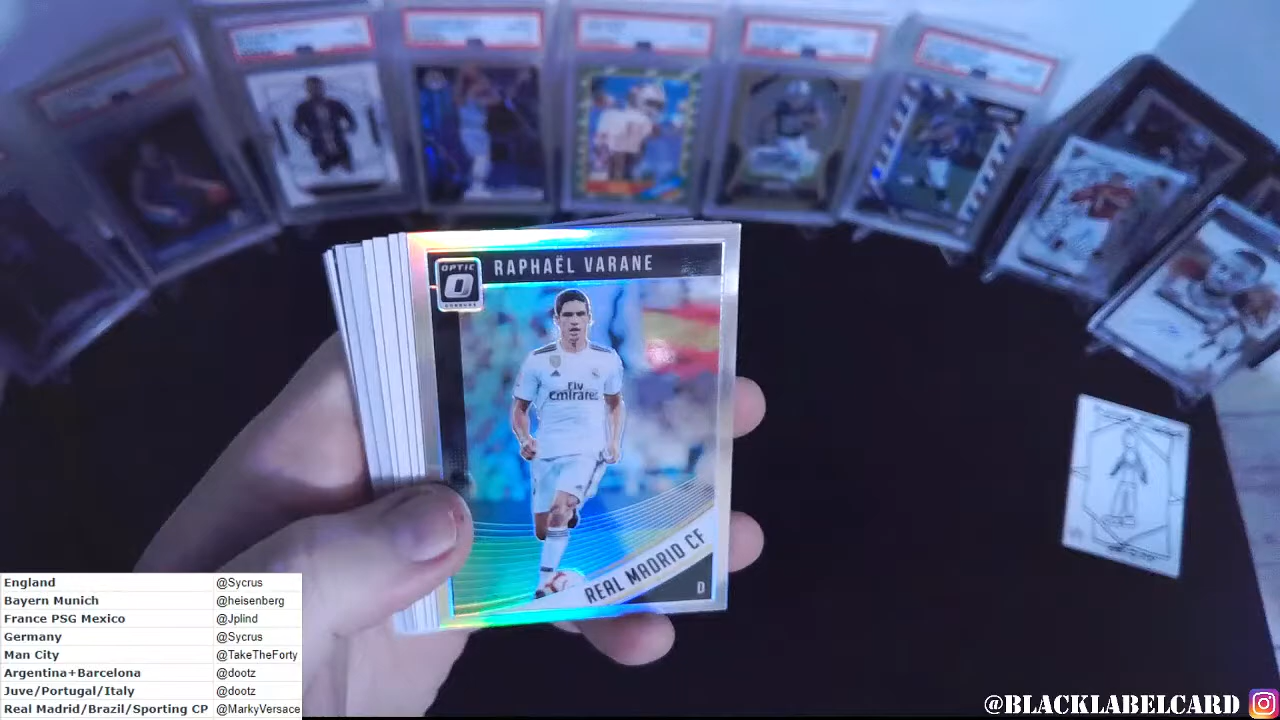 OPTIC
RAPHAËL VARANE
Fly
Emirates
REAL MADRID CF
D
England @Sycrus
Bayern Munich @heisenberg
France PSG Mexico @Jplind
Germany @Sycrus
Man City @TakeTheForty
Argentina+Barcelona @dootz
Juve/Portugal/Italy @dootz
Real Madrid/Brazil/Sporting CP @MarkyVersace
@BLACKLABELCARD